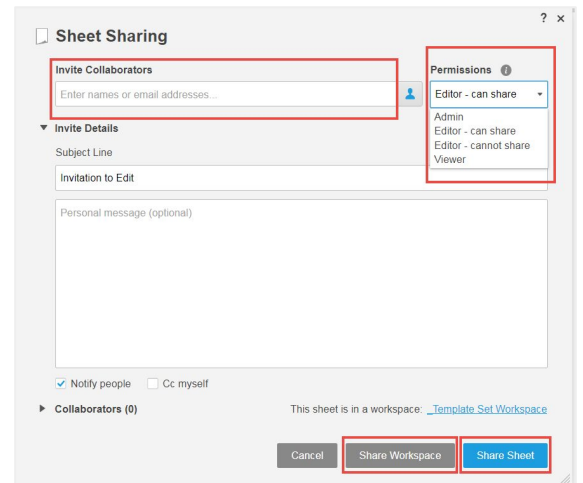 ? ×
Sheet Sharing
Invite Collaborators
Permissions i
Enter names or email addresses...
Editor - can share
Admin
Editor - can share
Editor - cannot share
Viewer
Invite Details
Subject Line
Invitation to Edit
Personal message (optional)
Notify people Cc myself
Collaborators (0) This sheet is in a workspace: _Template Set Workspace
Cancel Share Workspace Share Sheet